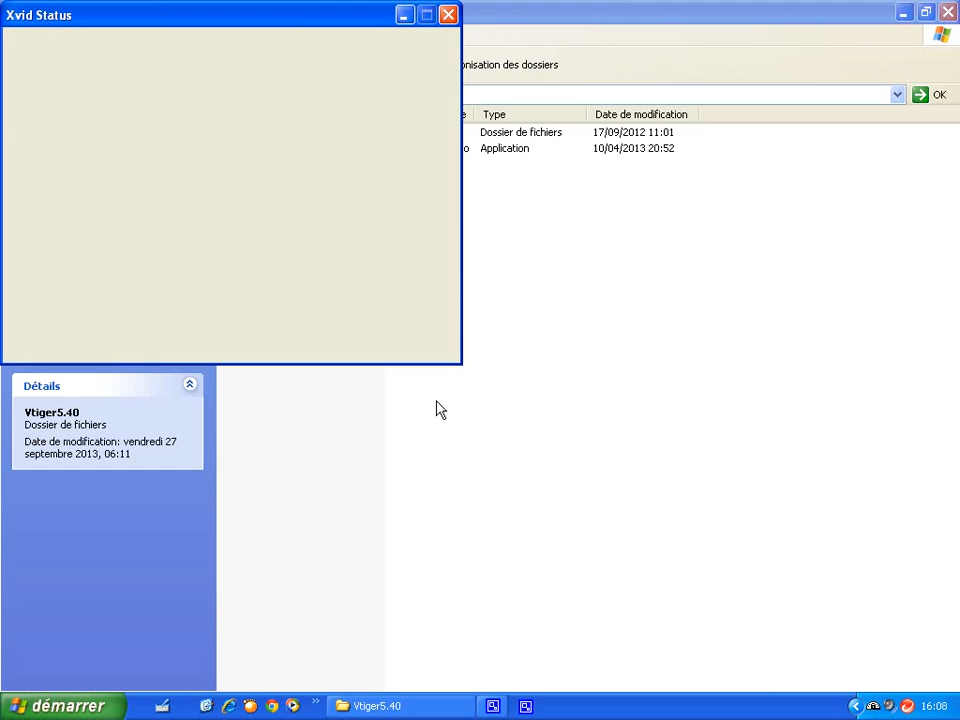 Xvid Status
onisation des dossiers
OK
e Type Date de modification
Dossier de fichiers 17/09/2012 11:01
o Application 10/04/2013 20:52
Détails
Vtiger5.40
Dossier de fichiers
Date de modification: vendredi 27
septembre 2013, 06:11
démarrer
Vtiger5.40
16:08